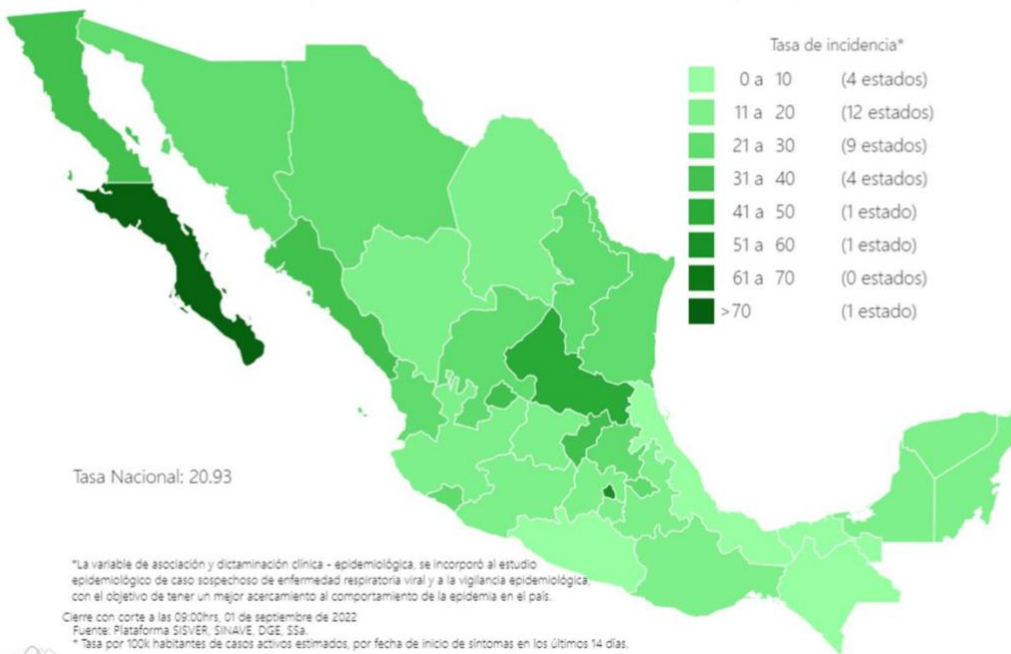 Tasa de incidencia*
0 a 10 (4 estados)
11 a 20 (12 estados)
21 a 30 (9 estados)
31 a 40 (4 estados)
41 a 50 (1 estado)
51 a 60 (1 estado)
61 a 70 (0 estados)
>70 (1 estado)
Tasa Nacional: 20.93
*La variable de asociación y dictaminación clínica - epidemiológica, se incorporó al estudio
epidemiológico de caso sospechoso de enfermedad respiratoria viral y a la vigilancia epidemiológica,
con el objetivo de tener un mejor acercamiento al comportamiento de la epidemia en el país.
Cierre con corte a las 09:00hrs, 01 de septiembre de 2022
Fuente: Plataforma SISVER, SINAVE, DGE, SSa.
* Tasa por 100k habitantes de casos activos estimados, por fecha de inicio de síntomas en los últimos 14 días.